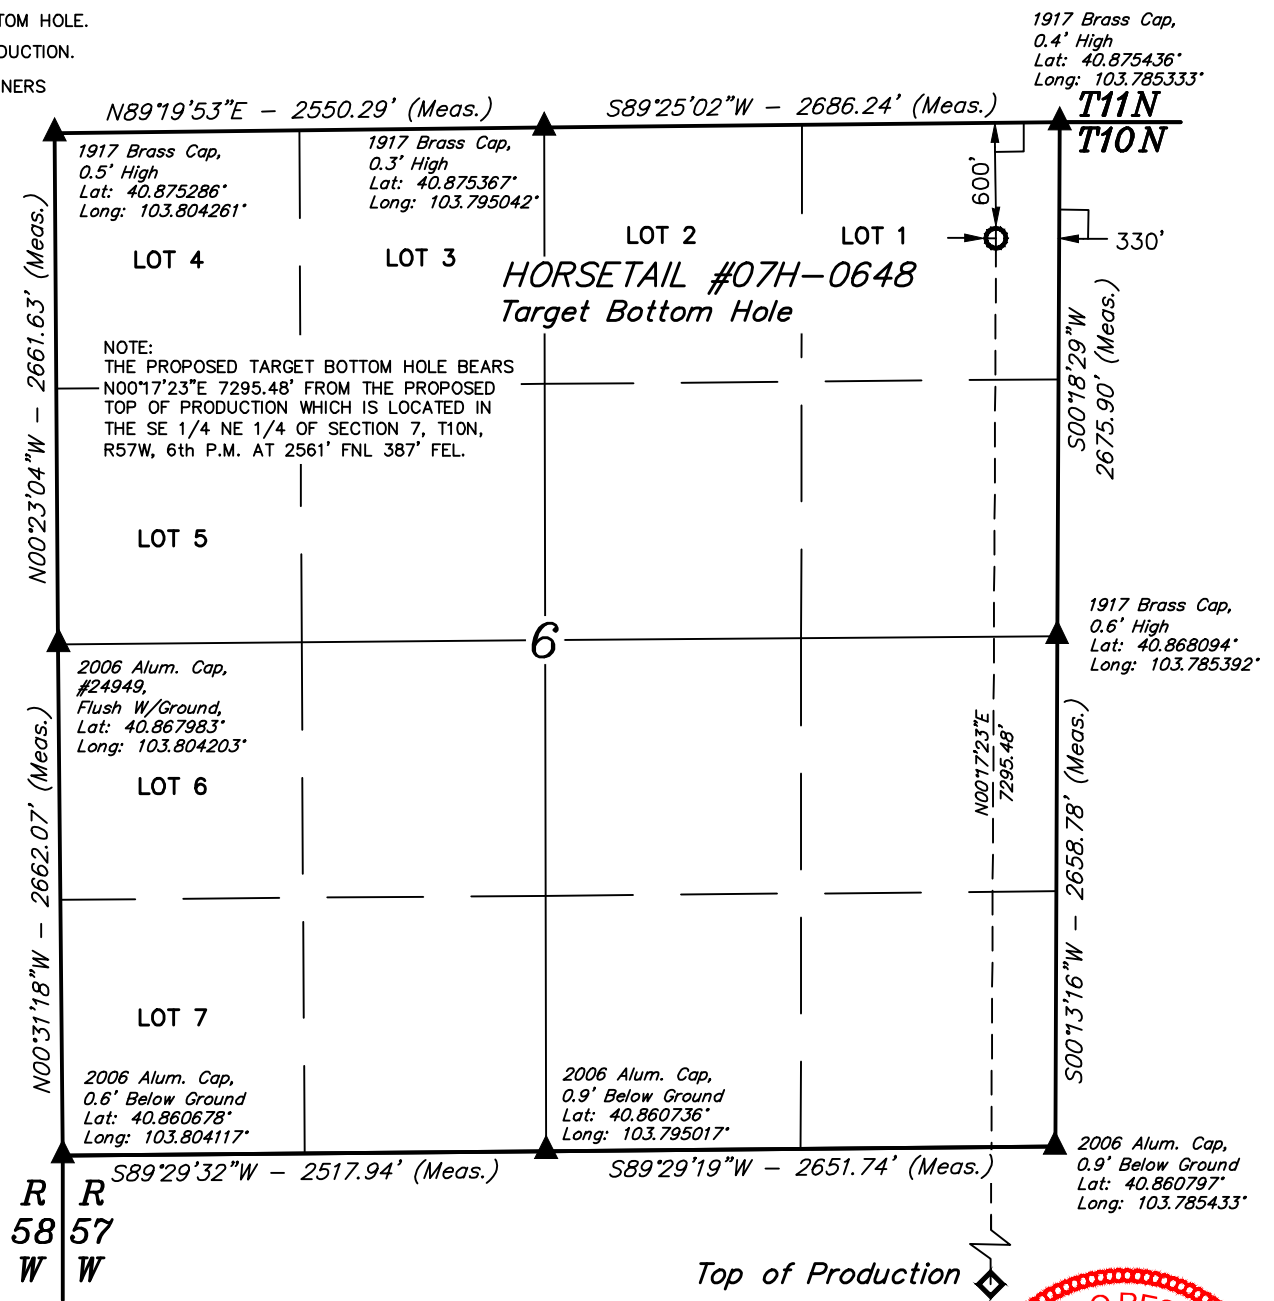 TOM HOLE.
DUCTION.
NERS
1917 Brass Cap,
0.4' High
Lat: 40.875436°
Long: 103.785333°
N89°19'53"E - 2550.29' (Meas.)
S89°25'02"W - 2686.24' (Meas.)
T11N
T10N
1917 Brass Cap,
0.5' High
Lat: 40.875286°
Long: 103.804261°
1917 Brass Cap,
0.3' High
Lat: 40.875367°
Long: 103.795042°
600'
330'
LOT 4
LOT 3
LOT 2
LOT 1
HORSETAIL #07H-0648
Target Bottom Hole
N00°23'04"W - 2661.63' (Meas.)
S00°18'29"W
2675.90' (Meas.)
NOTE:
THE PROPOSED TARGET BOTTOM HOLE BEARS
N00°17'23"E 7295.48' FROM THE PROPOSED
TOP OF PRODUCTION WHICH IS LOCATED IN
THE SE 1/4 NE 1/4 OF SECTION 7, T10N,
R57W, 6th P.M. AT 2561' FNL 387' FEL.
LOT 5
6
1917 Brass Cap,
0.6' High
Lat: 40.868094°
Long: 103.785392°
2006 Alum. Cap,
#24949,
Flush W/Ground,
Lat: 40.867983°
Long: 103.804203°
N00°17'23"E
7295.48'
LOT 6
N00°31'18"W - 2662.07' (Meas.)
S00°13'16"W - 2658.78' (Meas.)
LOT 7
2006 Alum. Cap,
0.6' Below Ground
Lat: 40.860678°
Long: 103.804117°
2006 Alum. Cap,
0.9' Below Ground
Lat: 40.860736°
Long: 103.795017°
2006 Alum. Cap,
0.9' Below Ground
Lat: 40.860797°
Long: 103.785433°
S89°29'32"W - 2517.94' (Meas.)
S89°29'19"W - 2651.74' (Meas.)
R R
58 57
W W
Top of Production